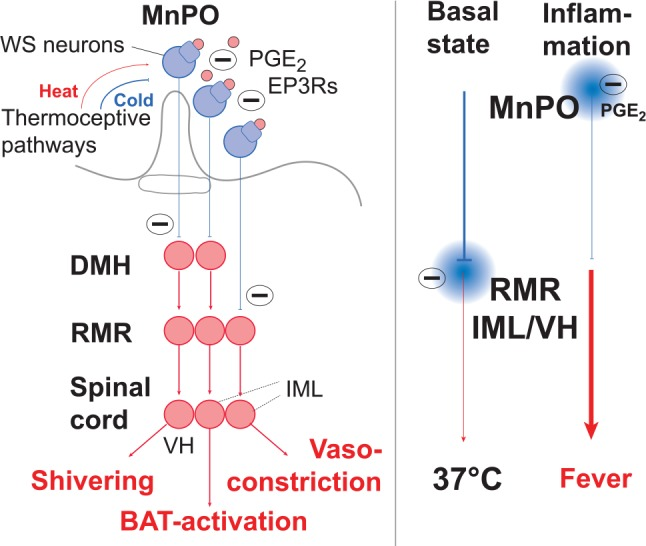 MnPO
WS neurons
PGE2
EP3Rs
Heat
Cold
Thermoceptive
pathways
DMH
RMR
Spinal
cord
IML
VH
Shivering
Vaso-
constriction
BAT-activation
Basal
state
Inflam-
mation
MnPO
PGE2
RMR
IML/VH
37°C
Fever